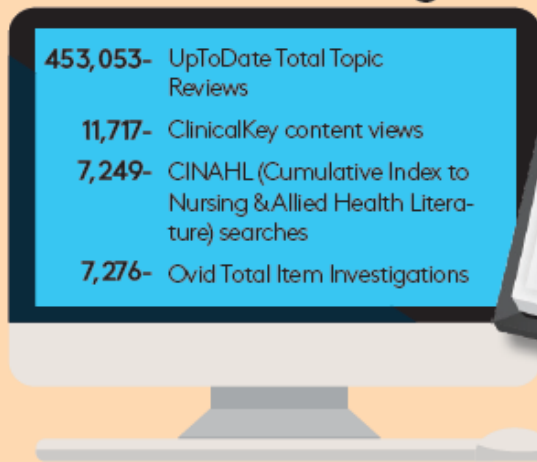 453,053- UpToDate Total Topic
Reviews
11,717- ClinicalKey content views
7,249- CINAHL (Cumulative Index to
Nursing & Allied Health Litera-
ture) searches
7,276- Ovid Total Item Investigations